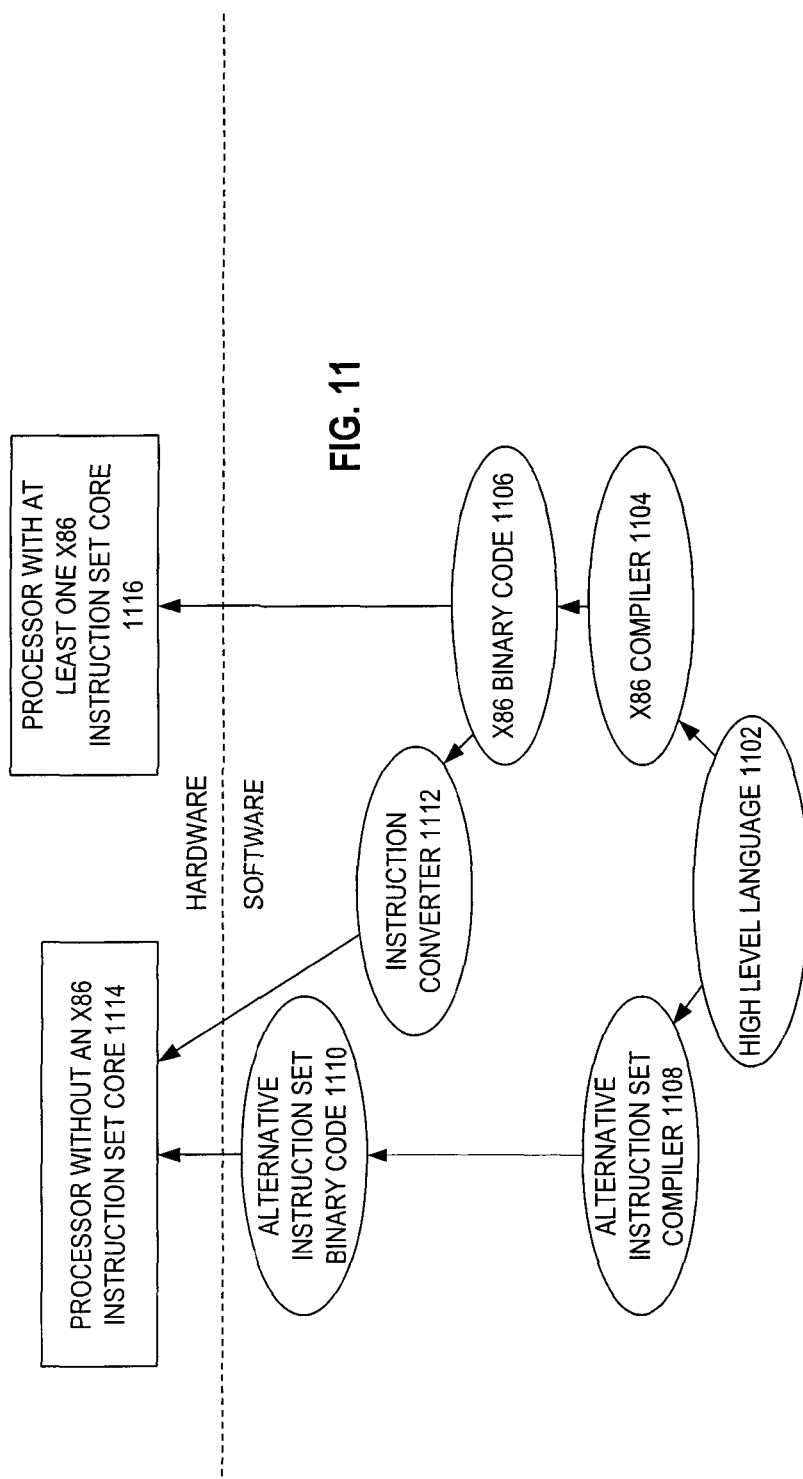 PROCESSOR WITHOUT AN X86
INSTRUCTION SET CORE 1114
PROCESSOR WITH AT
LEAST ONE X86
INSTRUCTION SET CORE
1116
HARDWARE
SOFTWARE
ALTERNATIVE
INSTRUCTION SET
BINARY CODE 1110
INSTRUCTION
CONVERTER 1112
X86 BINARY CODE 1106
FIG. 11
ALTERNATIVE
INSTRUCTION SET
COMPILER 1108
X86 COMPILER 1104
HIGH LEVEL LANGUAGE 1102